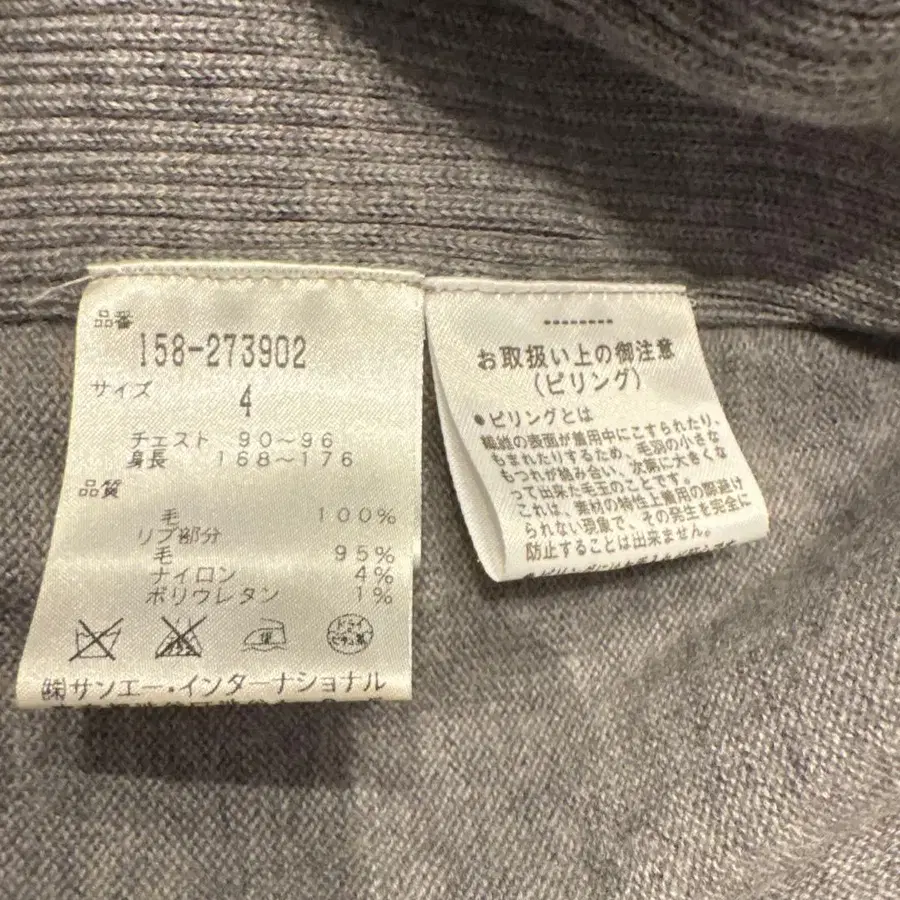 品番
158-273902
サイズ
4
チェスト 90～96
身長 168～176
品質
毛 100%
リブ部分
毛 95%
ナイロン 4%
ポリウレタン 1%
ドライ
セキユ系
㈱サンエー・インターナショナル
お取扱い上の御注意
(ピリング)
●ピリングとは
繊維の表面が着用中にこすられたり、
もまれたりするため、毛羽の小さな
もつれが絡み合い、次第に大きくな
って出来た毛玉のことです。
これは、素材の特性上着用の際避け
られない現象で、その発生を完全に
防止することは出来ません。